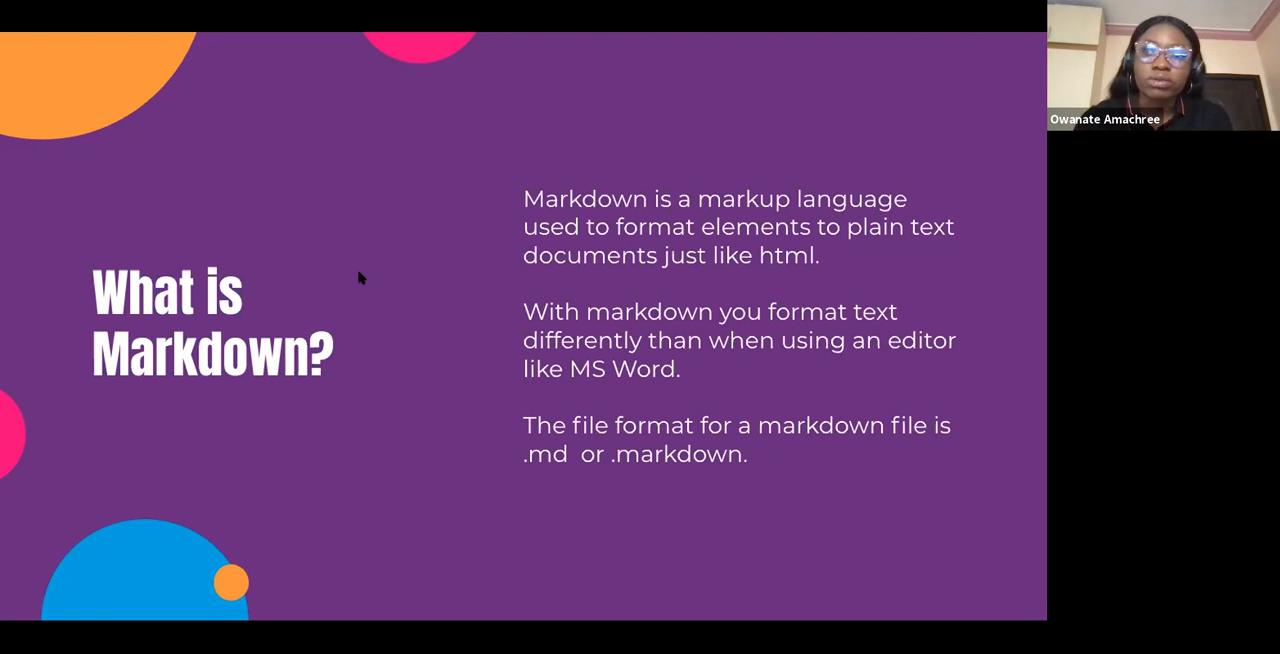 What is
Markdown?
Markdown is a markup language
used to format elements to plain text
documents just like html.
With markdown you format text
differently than when using an editor
like MS Word.
The file format for a markdown file is
.md  or .markdown.
Owanate Amachree